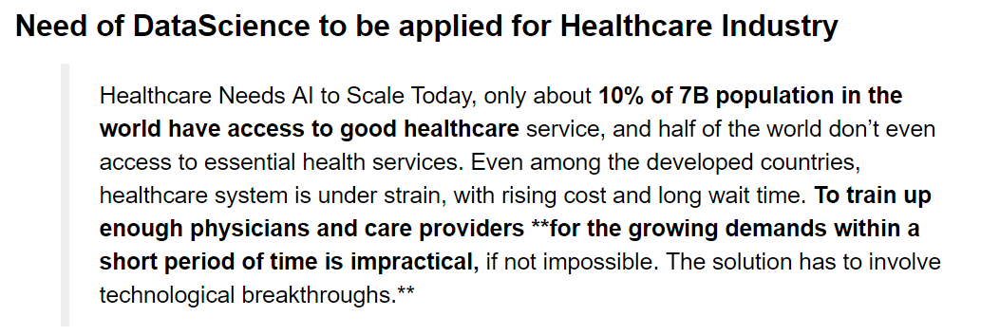 Need of DataScience to be applied for Healthcare Industry
Healthcare Needs AI to Scale Today, only about 10% of 7B population in the
world have access to good healthcare service, and half of the world don’t even
access to essential health services. Even among the developed countries,
healthcare system is under strain, with rising cost and long wait time. To train up
enough physicians and care providers **for the growing demands within a
short period of time is impractical, if not impossible. The solution has to involve
technological breakthroughs.**